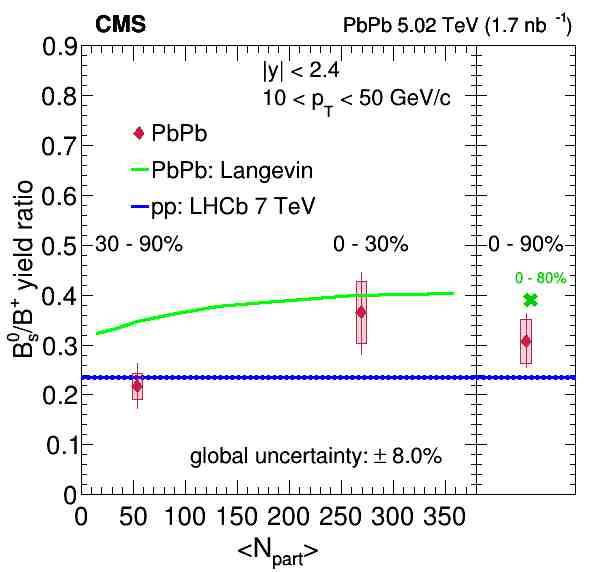 CMS PbPb 5.02 TeV (1.7 nb⁻¹)
|y| < 2.4
10 < p_T < 50 GeV/c
PbPb
PbPb: Langevin
pp: LHCb 7 TeV
30 - 90% 0 - 30% 0 - 90%
0 - 80%
global uncertainty: ± 8.0%
B_s^0/B^+ yield ratio
0.9
0.8
0.7
0.6
0.5
0.4
0.3
0.2
0.1
0
0 50 100 150 200 250 300 350
<N_part>